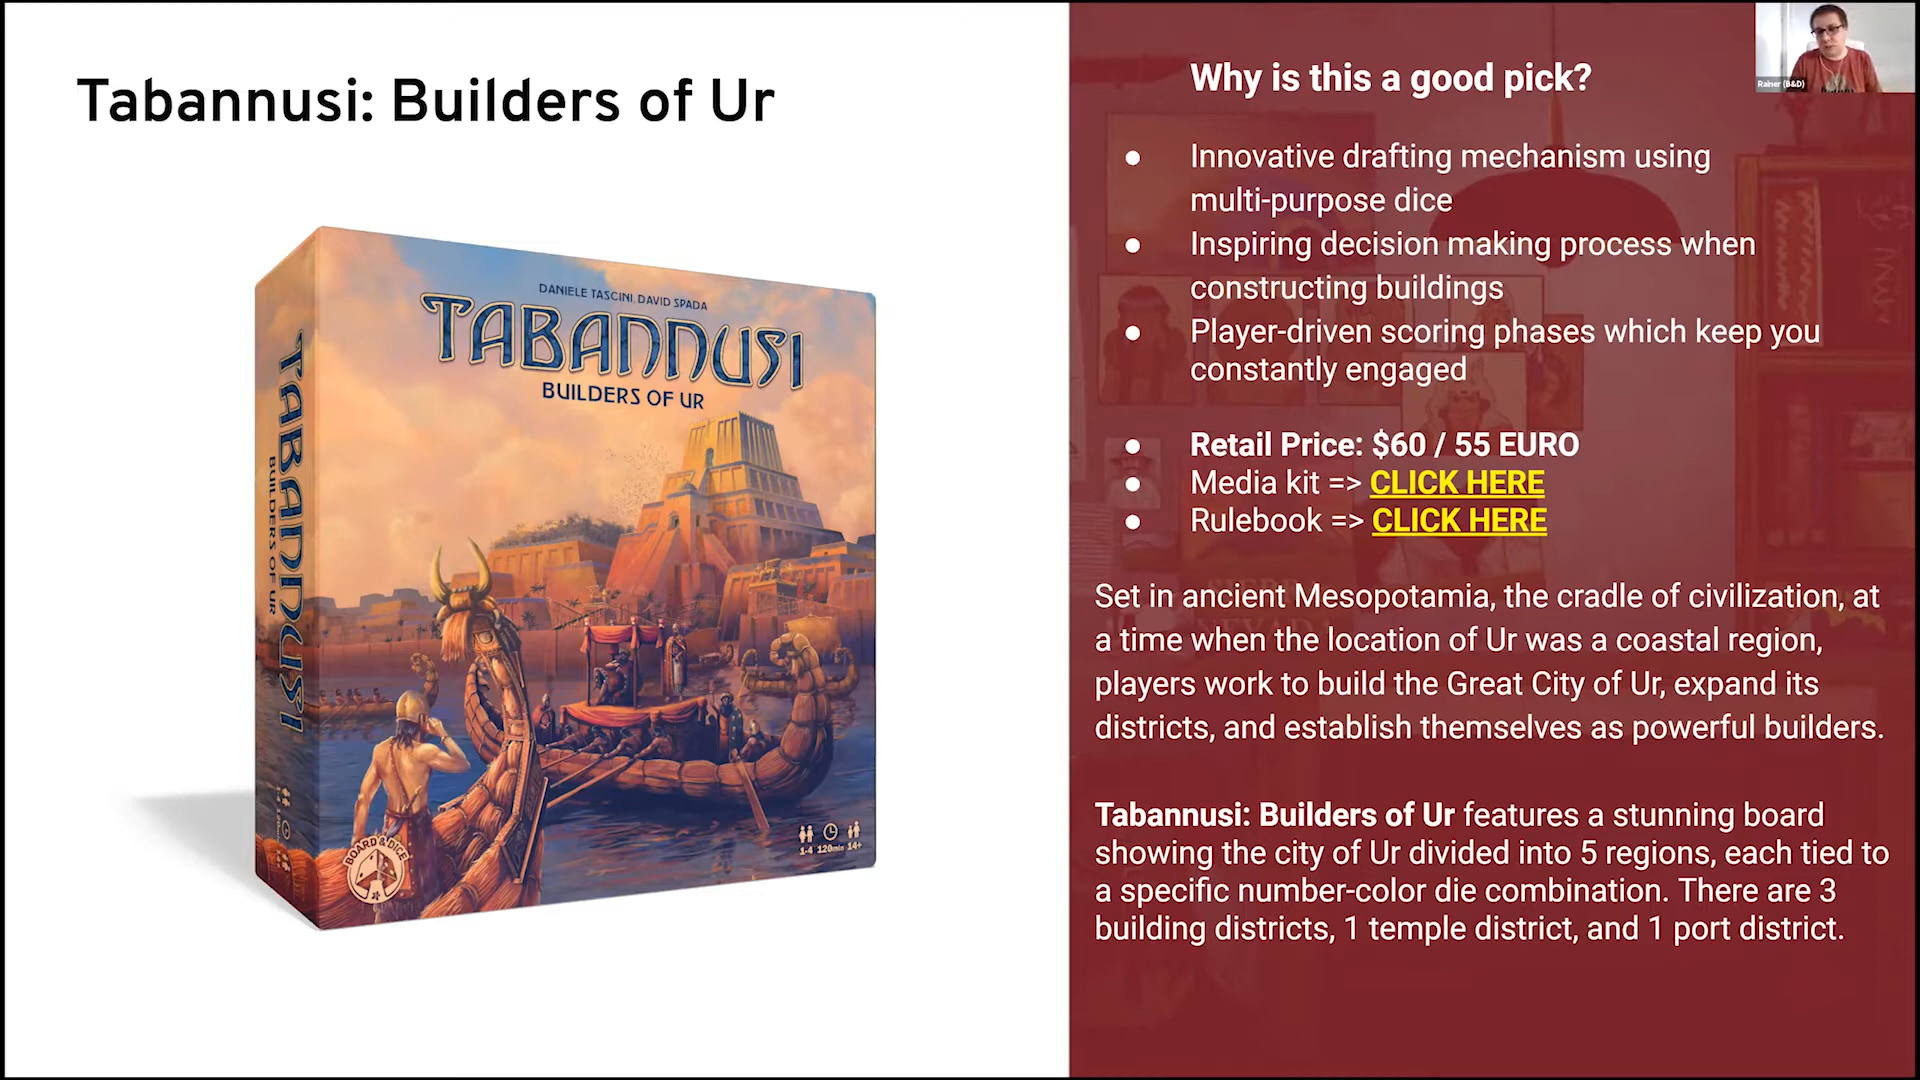 Tabannusi: Builders of Ur
DANIELE TASCINI, DAVID SPADA
TABANNUSI
BUILDERS OF UR
TABANNUSI
BUILDERS OF UR
BOARD & DICE
1-4 120min 14+
Rainer (B&D)
Why is this a good pick?
● Innovative drafting mechanism using
multi-purpose dice
● Inspiring decision making process when
constructing buildings
● Player-driven scoring phases which keep you
constantly engaged
● Retail Price: $60 / 55 EURO
● Media kit => CLICK HERE
● Rulebook => CLICK HERE
Set in ancient Mesopotamia, the cradle of civilization, at
a time when the location of Ur was a coastal region,
players work to build the Great City of Ur, expand its
districts, and establish themselves as powerful builders.
Tabannusi: Builders of Ur features a stunning board
showing the city of Ur divided into 5 regions, each tied to
a specific number-color die combination. There are 3
building districts, 1 temple district, and 1 port district.